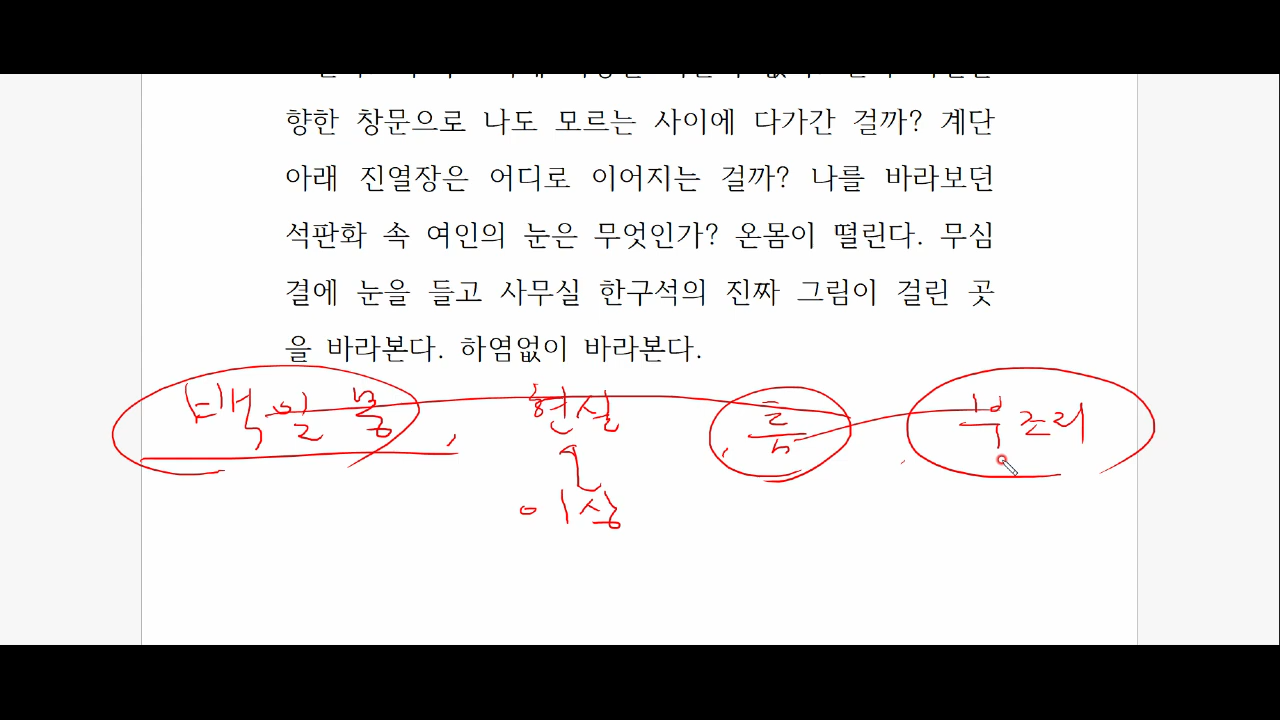 향한 창문으로 나도 모르는 사이에 다가간 걸까? 계단
아래 진열장은 어디로 이어지는 걸까? 나를 바라보던
석판화 속 여인의 눈은 무엇인가? 온몸이 떨린다. 무심
결에 눈을 들고 사무실 한구석의 진짜 그림이 걸린 곳
을 바라본다. 하염없이 바라본다.
백일몽, 현실 틈 부조리
이상